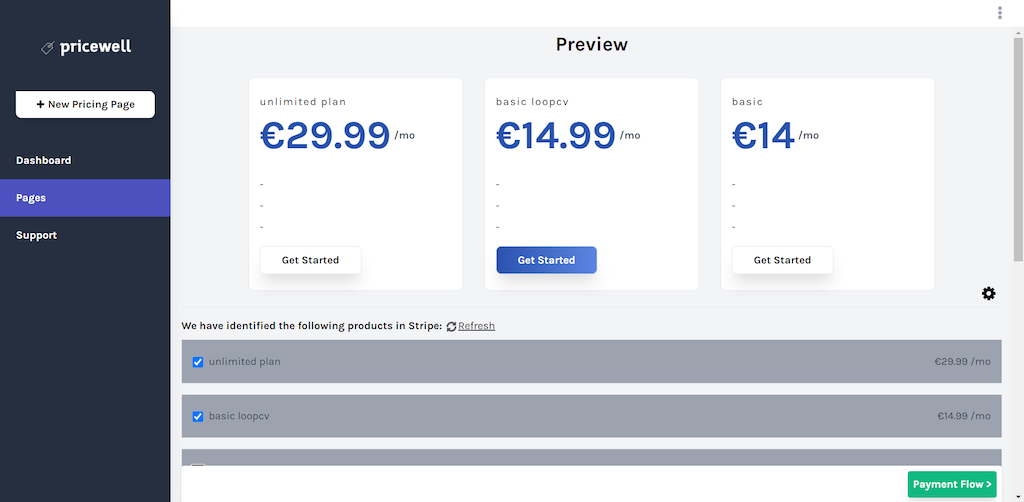 pricewell
+ New Pricing Page
Dashboard
Pages
Support
Preview
unlimited plan
€29.99 /mo
-
-
-
Get Started
basic loopcv
€14.99 /mo
-
-
-
Get Started
basic
€14 /mo
-
-
-
Get Started
We have identified the following products in Stripe: Refresh
unlimited plan €29.99 /mo
basic loopcv €14.99 /mo
Payment Flow >